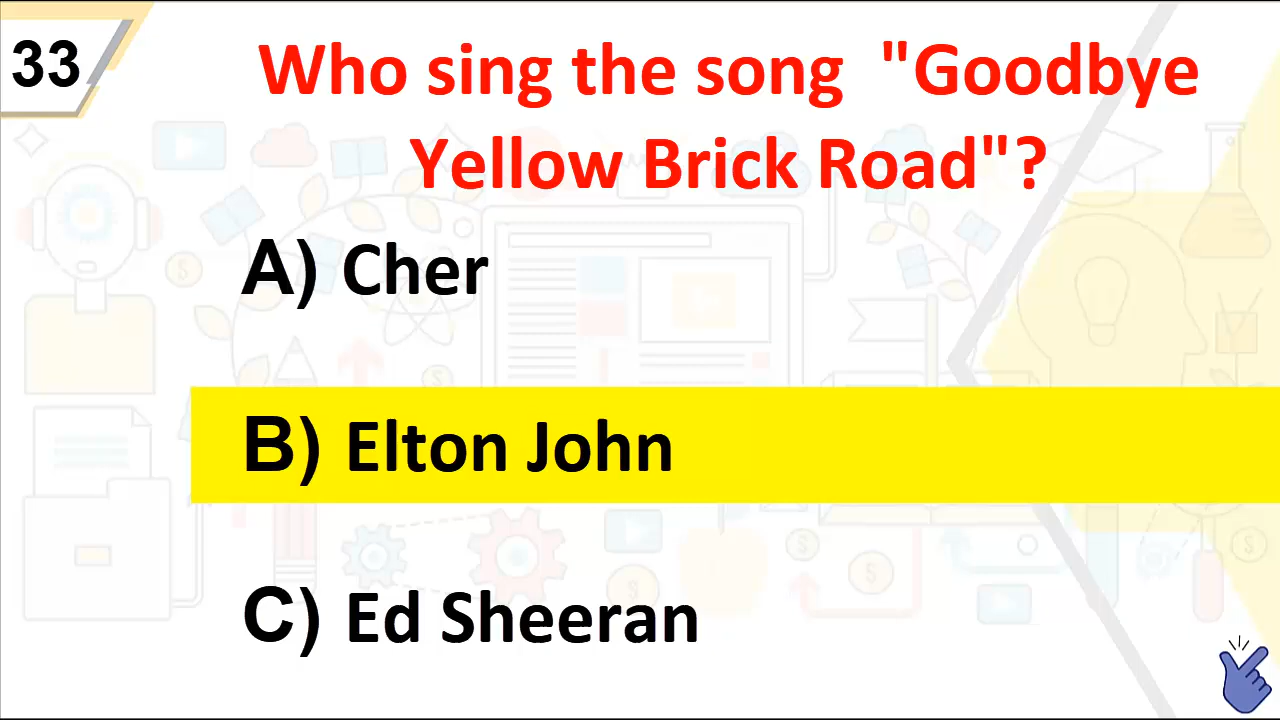 33
Who sing the song "Goodbye
Yellow Brick Road"?
A) Cher
B) Elton John
C) Ed Sheeran